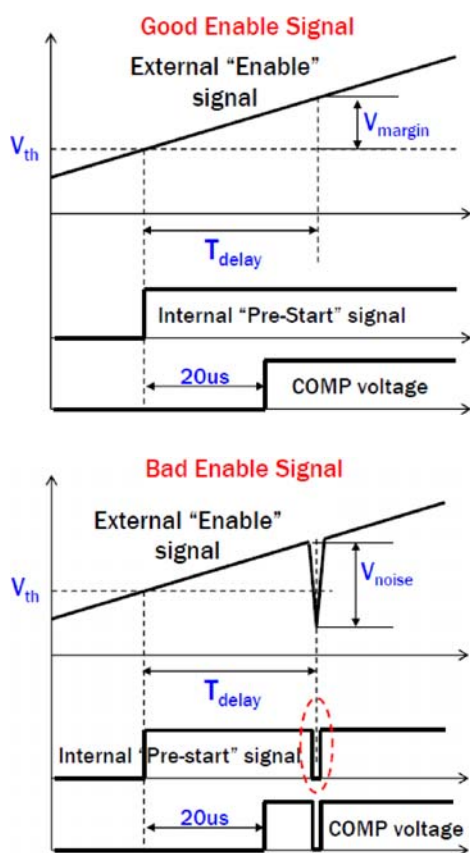 Good Enable Signal
External “Enable”
signal
Vth
Vmargin
Tdelay
Internal “Pre-Start” signal
20us
COMP voltage
Bad Enable Signal
External “Enable”
signal
Vth
Vnoise
Tdelay
Internal “Pre-start” signal
20us
COMP voltage